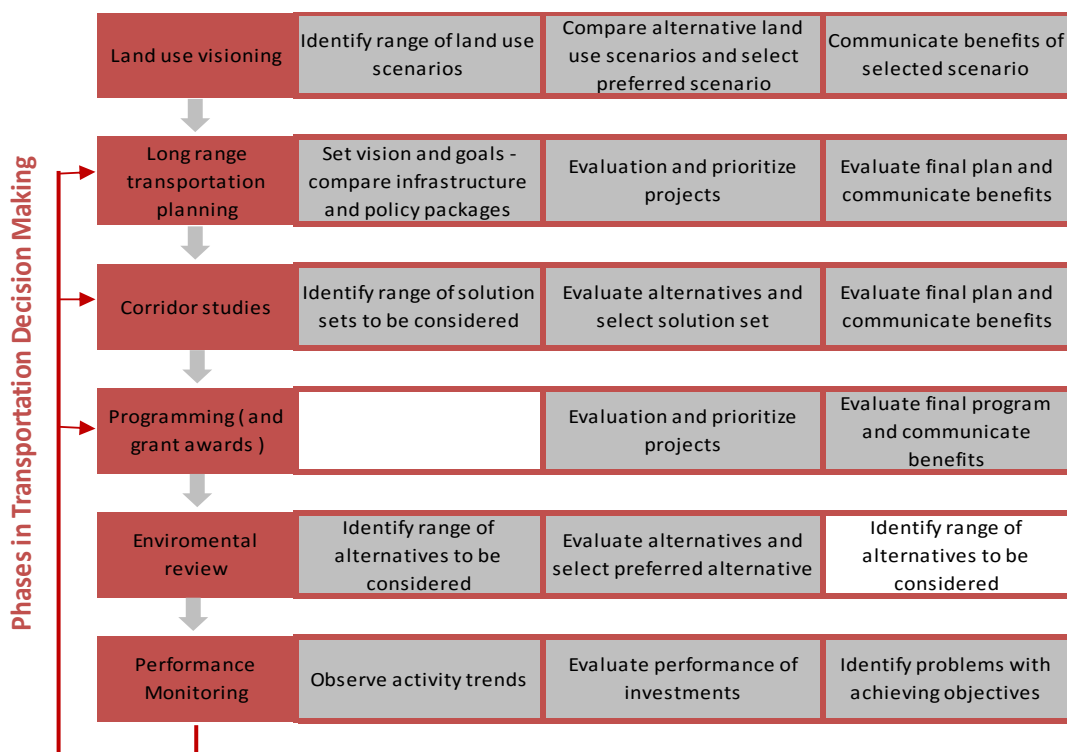 Phases in Transportation Decision Making
Land use visioning
Identify range of land use
scenarios
Compare alternative land
use scenarios and select
preferred scenario
Communicate benefits of
selected scenario
Long range
transportation
planning
Set vision and goals -
compare infrastructure
and policy packages
Evaluation and prioritize
projects
Evaluate final plan and
communicate benefits
Corridor studies
Identify range of solution
sets to be considered
Evaluate alternatives and
select solution set
Evaluate final plan and
communicate benefits
Programming ( and
grant awards )
Evaluation and prioritize
projects
Evaluate final program
and communicate
benefits
Enviromental
review
Identify range of
alternatives to be
considered
Evaluate alternatives and
select preferred alternative
Identify range of
alternatives to be
considered
Performance
Monitoring
Observe activity trends
Evaluate performance of
investments
Identify problems with
achieving objectives